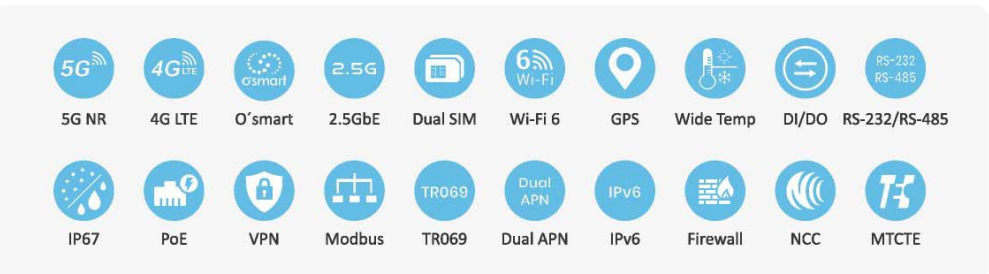 5G 4G LTE O'smart 2.5G 6 Wi-Fi RS-232 RS-485
5G NR 4G LTE O´smart 2.5GbE Dual SIM Wi-Fi 6 GPS Wide Temp DI/DO RS-232/RS-485
TR069 Dual APN IPv6
IP67 PoE VPN Modbus TR069 Dual APN IPv6 Firewall NCC MTCTE